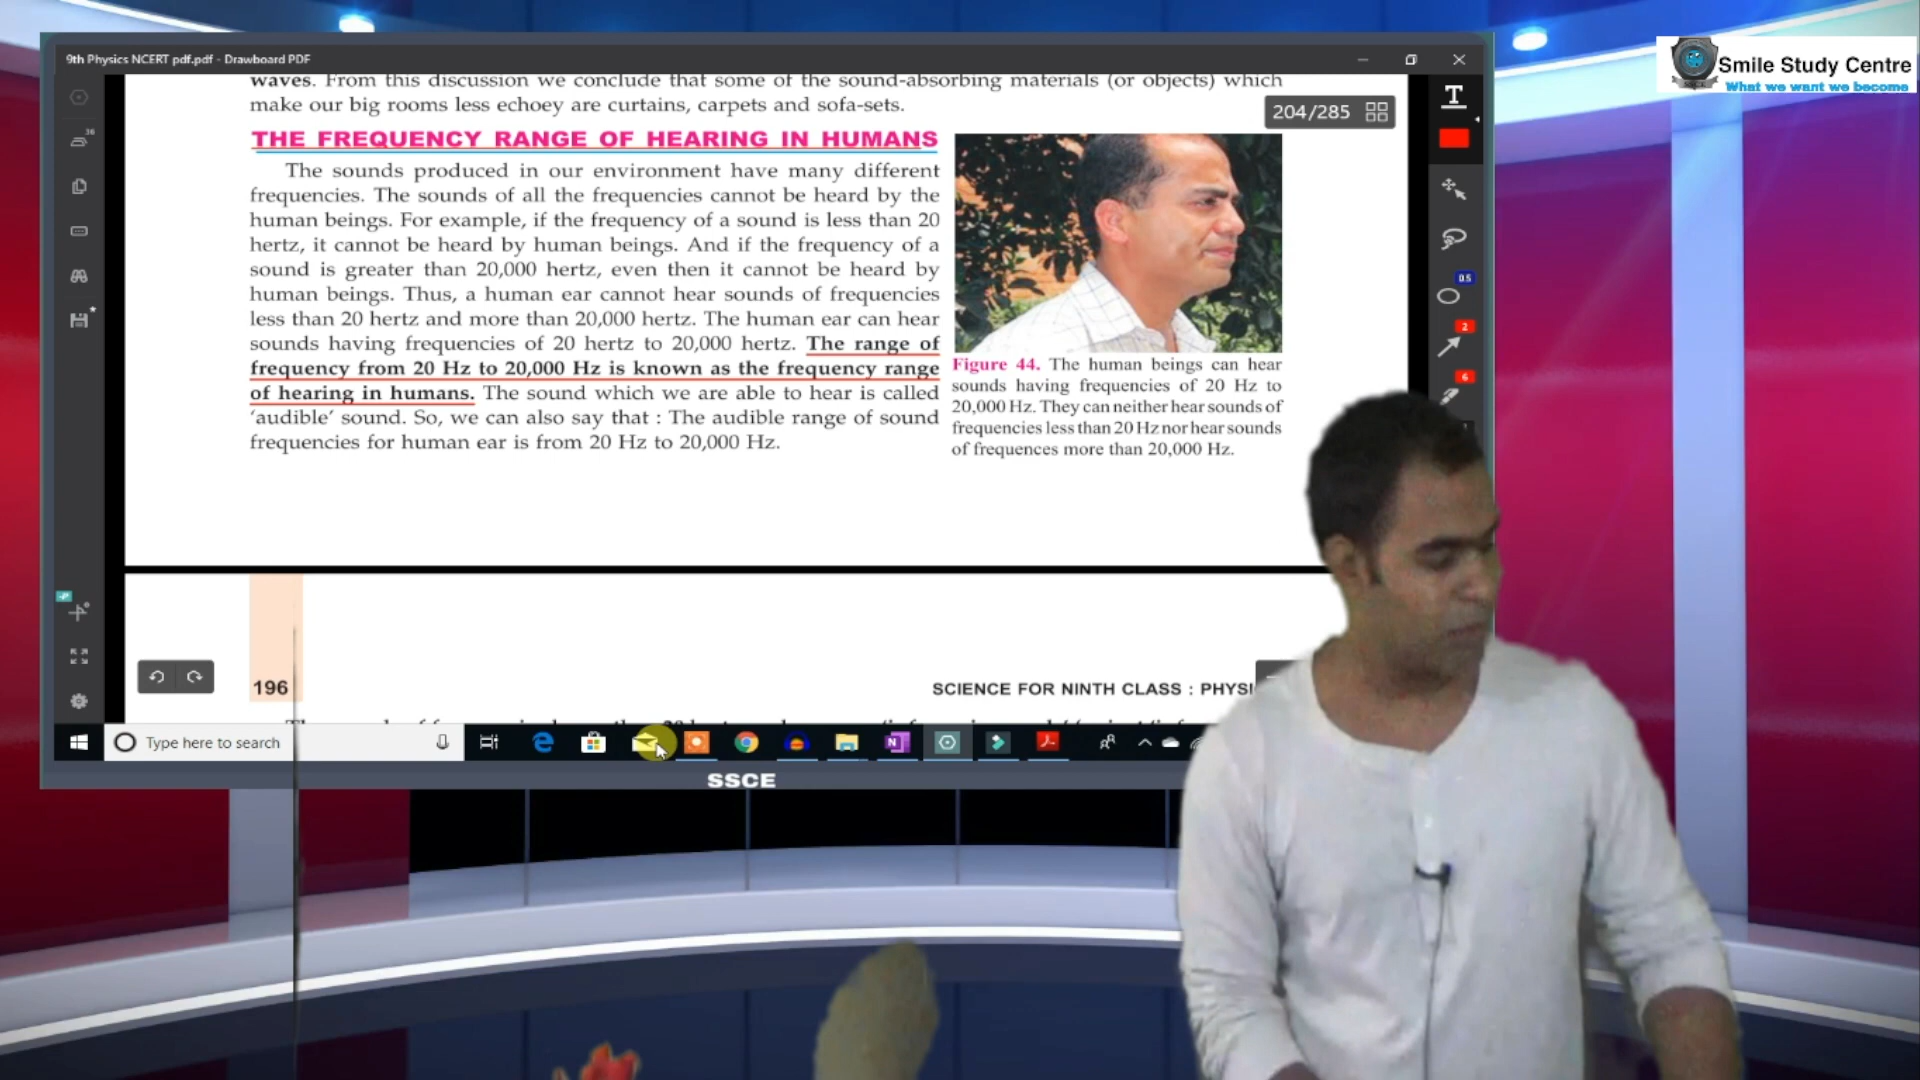 9th Physics NCERT pdf.pdf - Drawboard PDF
Smile Study Centre
What we want we become
waves. From this discussion we conclude that some of the sound-absorbing materials (or objects) which
make our big rooms less echoey are curtains, carpets and sofa-sets.
204/285
THE FREQUENCY RANGE OF HEARING IN HUMANS
The sounds produced in our environment have many different
frequencies. The sounds of all the frequencies cannot be heard by the
human beings. For example, if the frequency of a sound is less than 20
hertz, it cannot be heard by human beings. And if the frequency of a
sound is greater than 20,000 hertz, even then it cannot be heard by
human beings. Thus, a human ear cannot hear sounds of frequencies
less than 20 hertz and more than 20,000 hertz. The human ear can hear
sounds having frequencies of 20 hertz to 20,000 hertz. The range of
frequency from 20 Hz to 20,000 Hz is known as the frequency range
of hearing in humans. The sound which we are able to hear is called
‘audible’ sound. So, we can also say that : The audible range of sound
frequencies for human ear is from 20 Hz to 20,000 Hz.
Figure 44. The human beings can hear
sounds having frequencies of 20 Hz to
20,000 Hz. They can neither hear sounds of
frequencies less than 20 Hz nor hear sounds
of frequences more than 20,000 Hz.
36
T
0.5
2
6
196
SCIENCE FOR NINTH CLASS : PHYSI
Type here to search
SSCE